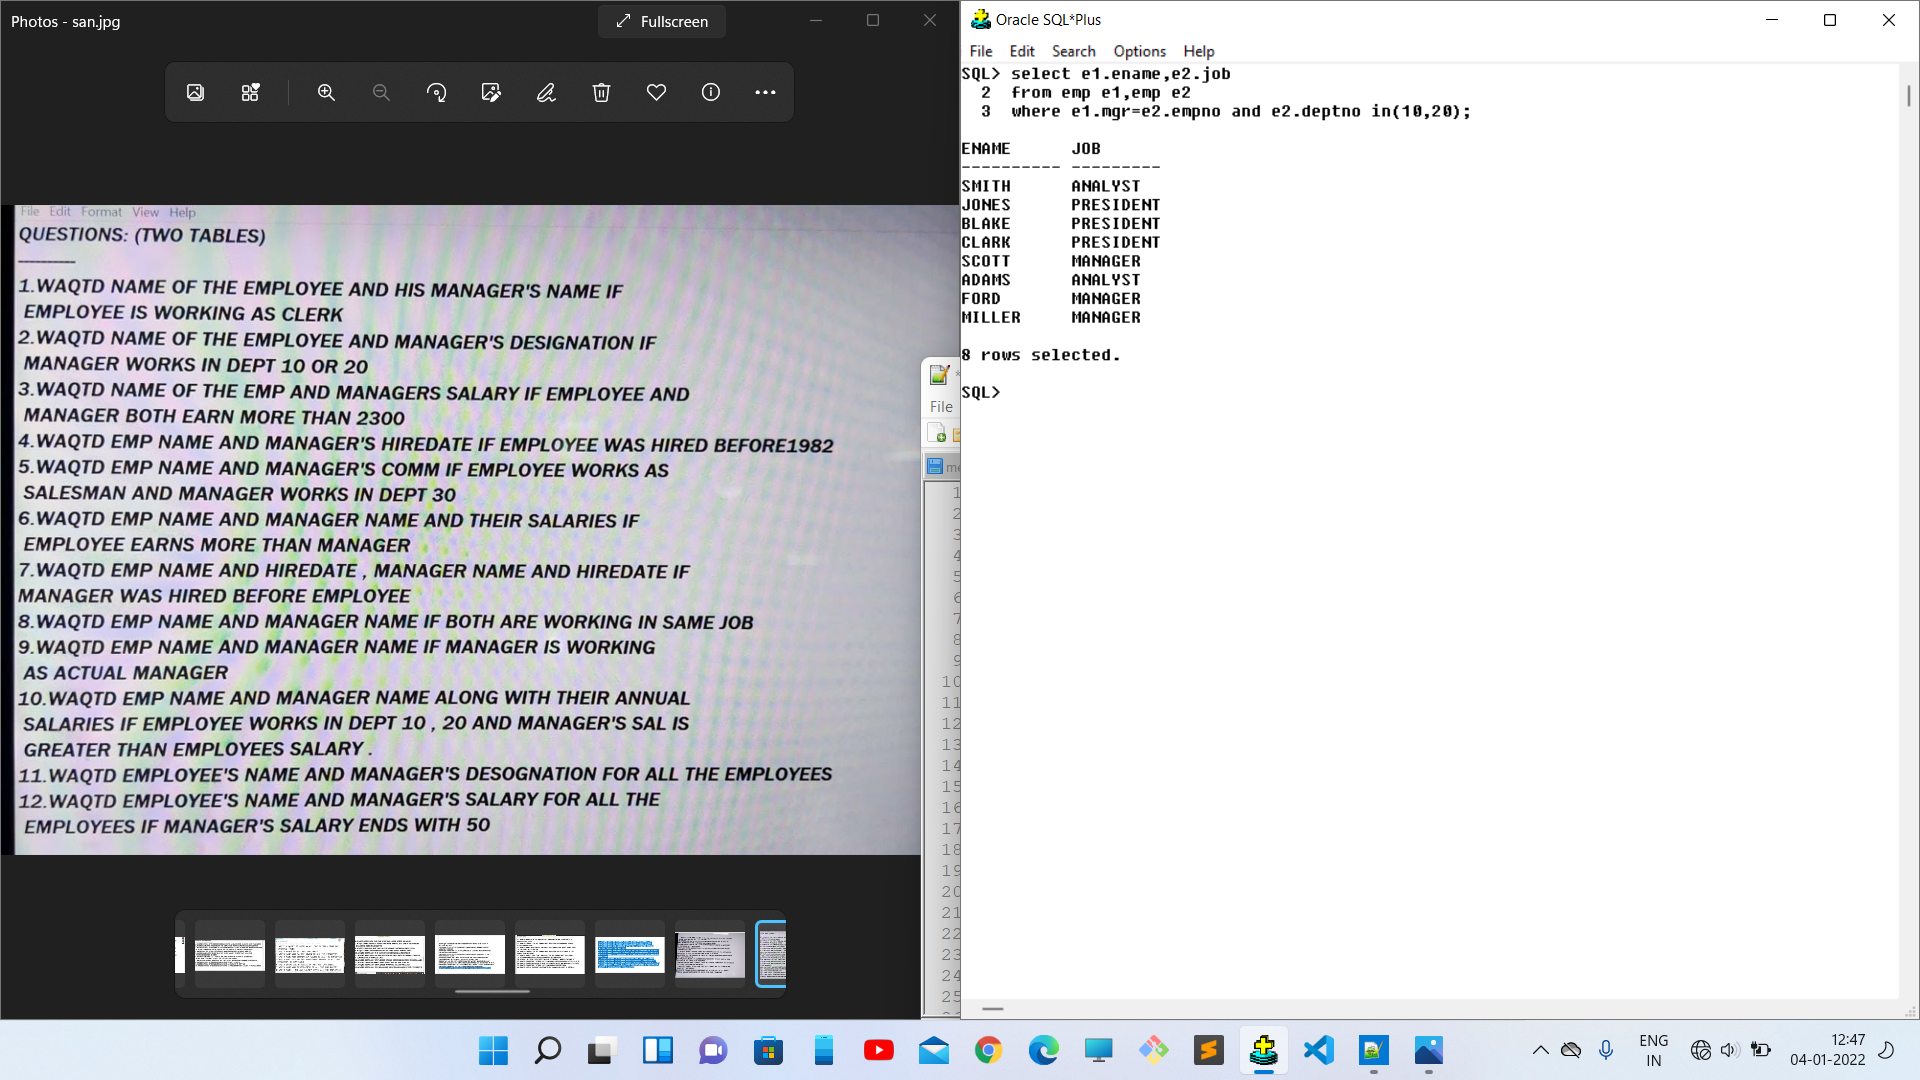 Photos - san.jpg
Fullscreen
File Edit Format View Help
QUESTIONS: (TWO TABLES)
----------
1.WAQTD NAME OF THE EMPLOYEE AND HIS MANAGER'S NAME IF
EMPLOYEE IS WORKING AS CLERK
2.WAQTD NAME OF THE EMPLOYEE AND MANAGER'S DESIGNATION IF
MANAGER WORKS IN DEPT 10 OR 20
3.WAQTD NAME OF THE EMP AND MANAGERS SALARY IF EMPLOYEE AND
MANAGER BOTH EARN MORE THAN 2300
4.WAQTD EMP NAME AND MANAGER'S HIREDATE IF EMPLOYEE WAS HIRED BEFORE1982
5.WAQTD EMP NAME AND MANAGER'S COMM IF EMPLOYEE WORKS AS
SALESMAN AND MANAGER WORKS IN DEPT 30
6.WAQTD EMP NAME AND MANAGER NAME AND THEIR SALARIES IF
EMPLOYEE EARNS MORE THAN MANAGER
7.WAQTD EMP NAME AND HIREDATE , MANAGER NAME AND HIREDATE IF
MANAGER WAS HIRED BEFORE EMPLOYEE
8.WAQTD EMP NAME AND MANAGER NAME IF BOTH ARE WORKING IN SAME JOB
9.WAQTD EMP NAME AND MANAGER NAME IF MANAGER IS WORKING
AS ACTUAL MANAGER
10.WAQTD EMP NAME AND MANAGER NAME ALONG WITH THEIR ANNUAL
SALARIES IF EMPLOYEE WORKS IN DEPT 10 , 20 AND MANAGER'S SAL IS
GREATER THAN EMPLOYEES SALARY .
11.WAQTD EMPLOYEE'S NAME AND MANAGER'S DESOGNATION FOR ALL THE EMPLOYEES
12.WAQTD EMPLOYEE'S NAME AND MANAGER'S SALARY FOR ALL THE
EMPLOYEES IF MANAGER'S SALARY ENDS WITH 50
File
me
1
2
3
4
5
6
7
8
9
10
11
12
13
14
15
16
17
18
19
20
21
22
23
24
25
Oracle SQL*Plus
File Edit Search Options Help
SQL> select e1.ename,e2.job
2 from emp e1,emp e2
3 where e1.mgr=e2.empno and e2.deptno in(10,20);
ENAME JOB
---------- ---------
SMITH ANALYST
JONES PRESIDENT
BLAKE PRESIDENT
CLARK PRESIDENT
SCOTT MANAGER
ADAMS ANALYST
FORD MANAGER
MILLER MANAGER
8 rows selected.
SQL>
ENG
IN
12:47
04-01-2022